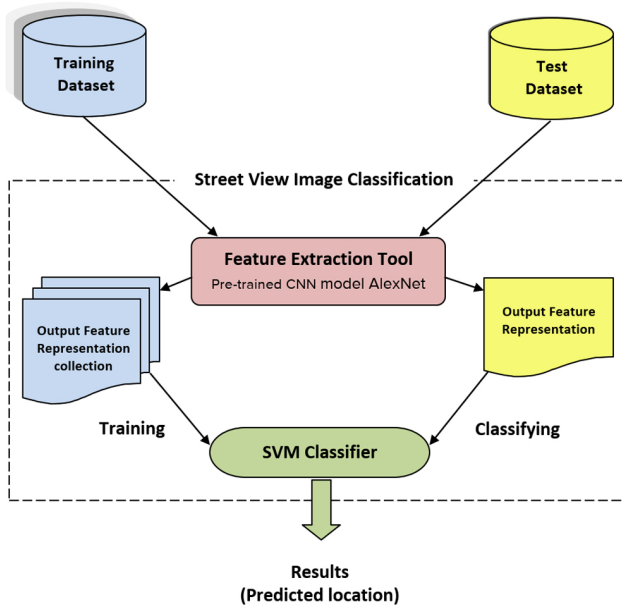 Training
Dataset
Test
Dataset
Street View Image Classification
Feature Extraction Tool
Pre-trained CNN model AlexNet
Output Feature
Representation
collection
Output Feature
Representation
Training
Classifying
SVM Classifier
Results
(Predicted location)